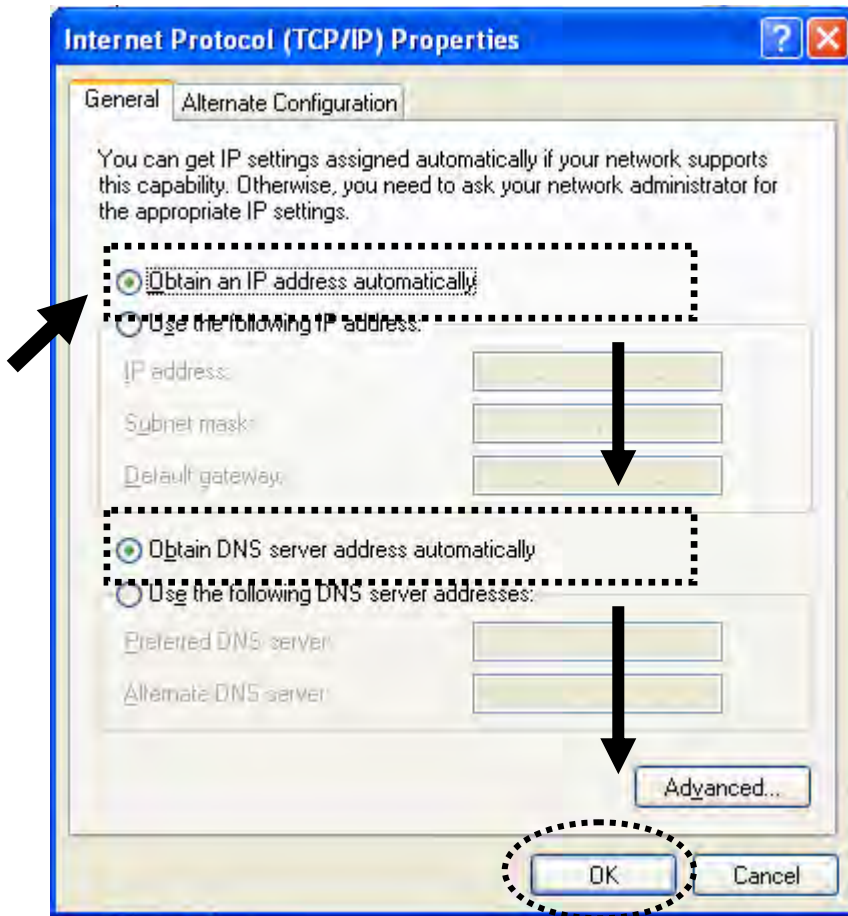 Internet Protocol (TCP/IP) Properties
?
X
General
Alternate Configuration
You can get IP settings assigned automatically if your network supports
this capability. Otherwise, you need to ask your network administrator for
the appropriate IP settings.
Obtain an IP address automatically
Use the following IP address:
IP address:
Subnet mask:
Default gateway:
Obtain DNS server address automatically
Use the following DNS server addresses:
Preferred DNS server:
Alternate DNS server:
Advanced...
OK
Cancel